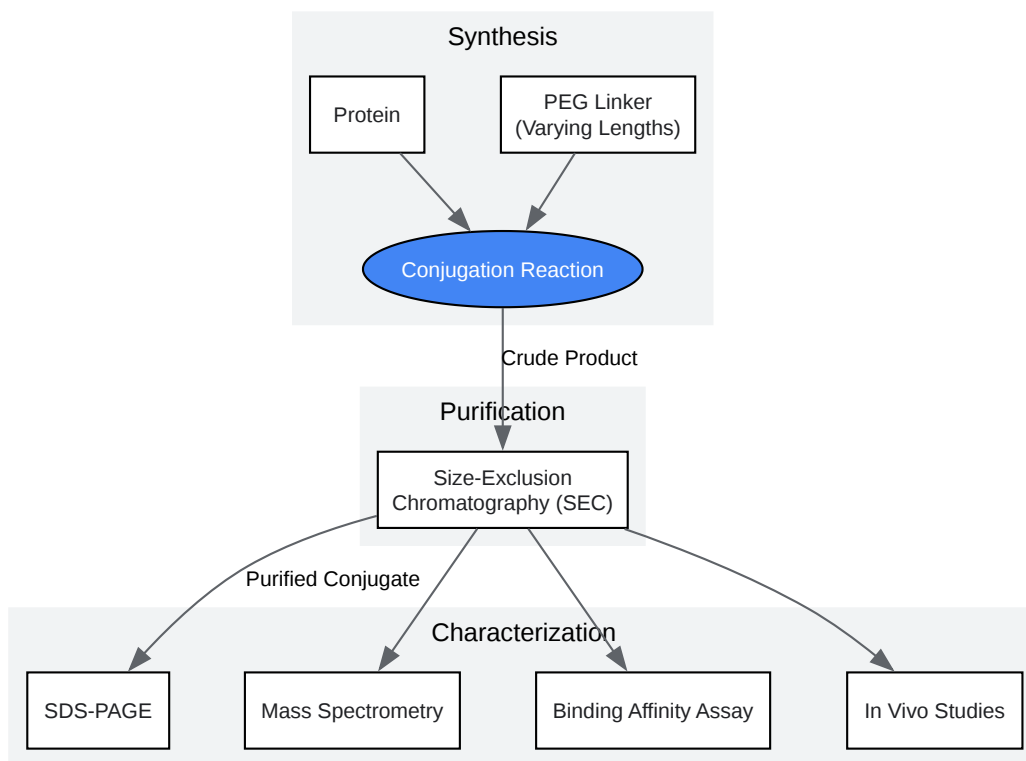 Synthesis
Protein
PEG Linker
(Varying Lengths)
Conjugation Reaction
Crude Product
Purification
Size-Exclusion
Chromatography (SEC)
Purified Conjugate
Characterization
SDS-PAGE
Mass Spectrometry
Binding Affinity Assay
In Vivo Studies